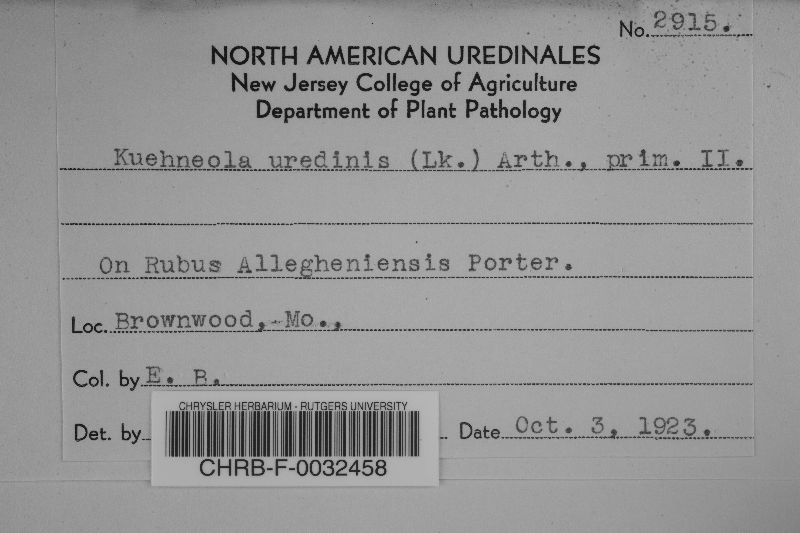 No. 2915.
NORTH AMERICAN UREDINALES
New Jersey College of Agriculture
Department of Plant Pathology
Kuehneola uredinis (Lk.) Arth., prim. II.
On Rubus Allegheniensis Porter.
Loc. Brownwood, Mo.,
Col. by E. B.
Det. by
Date Oct. 3, 1923.
CHRYSLER HERBARIUM - RUTGERS UNIVERSITY
CHRB-F-0032458